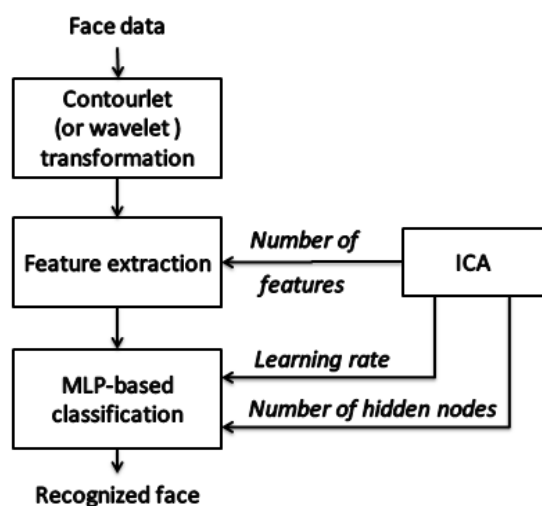 Face data
Contourlet
(or wavelet )
transformation
Number of
Feature extraction
features
ICA
Learning rate
MLP-based
classification
Number of hidden nodes
Recognized face